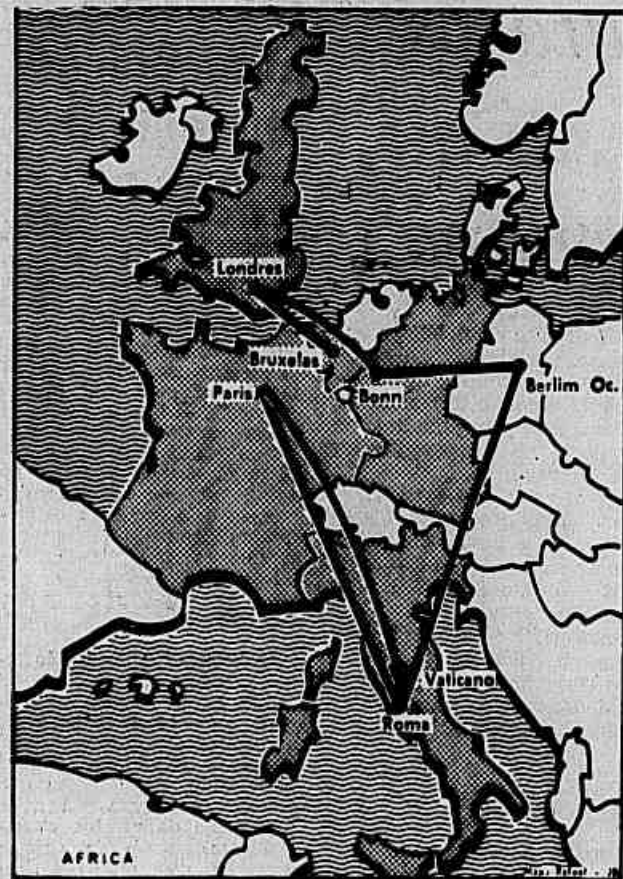 Londres
Bruxelas
Paris
Bonn
Berlim Oc.
Vaticano
Roma
AFRICA